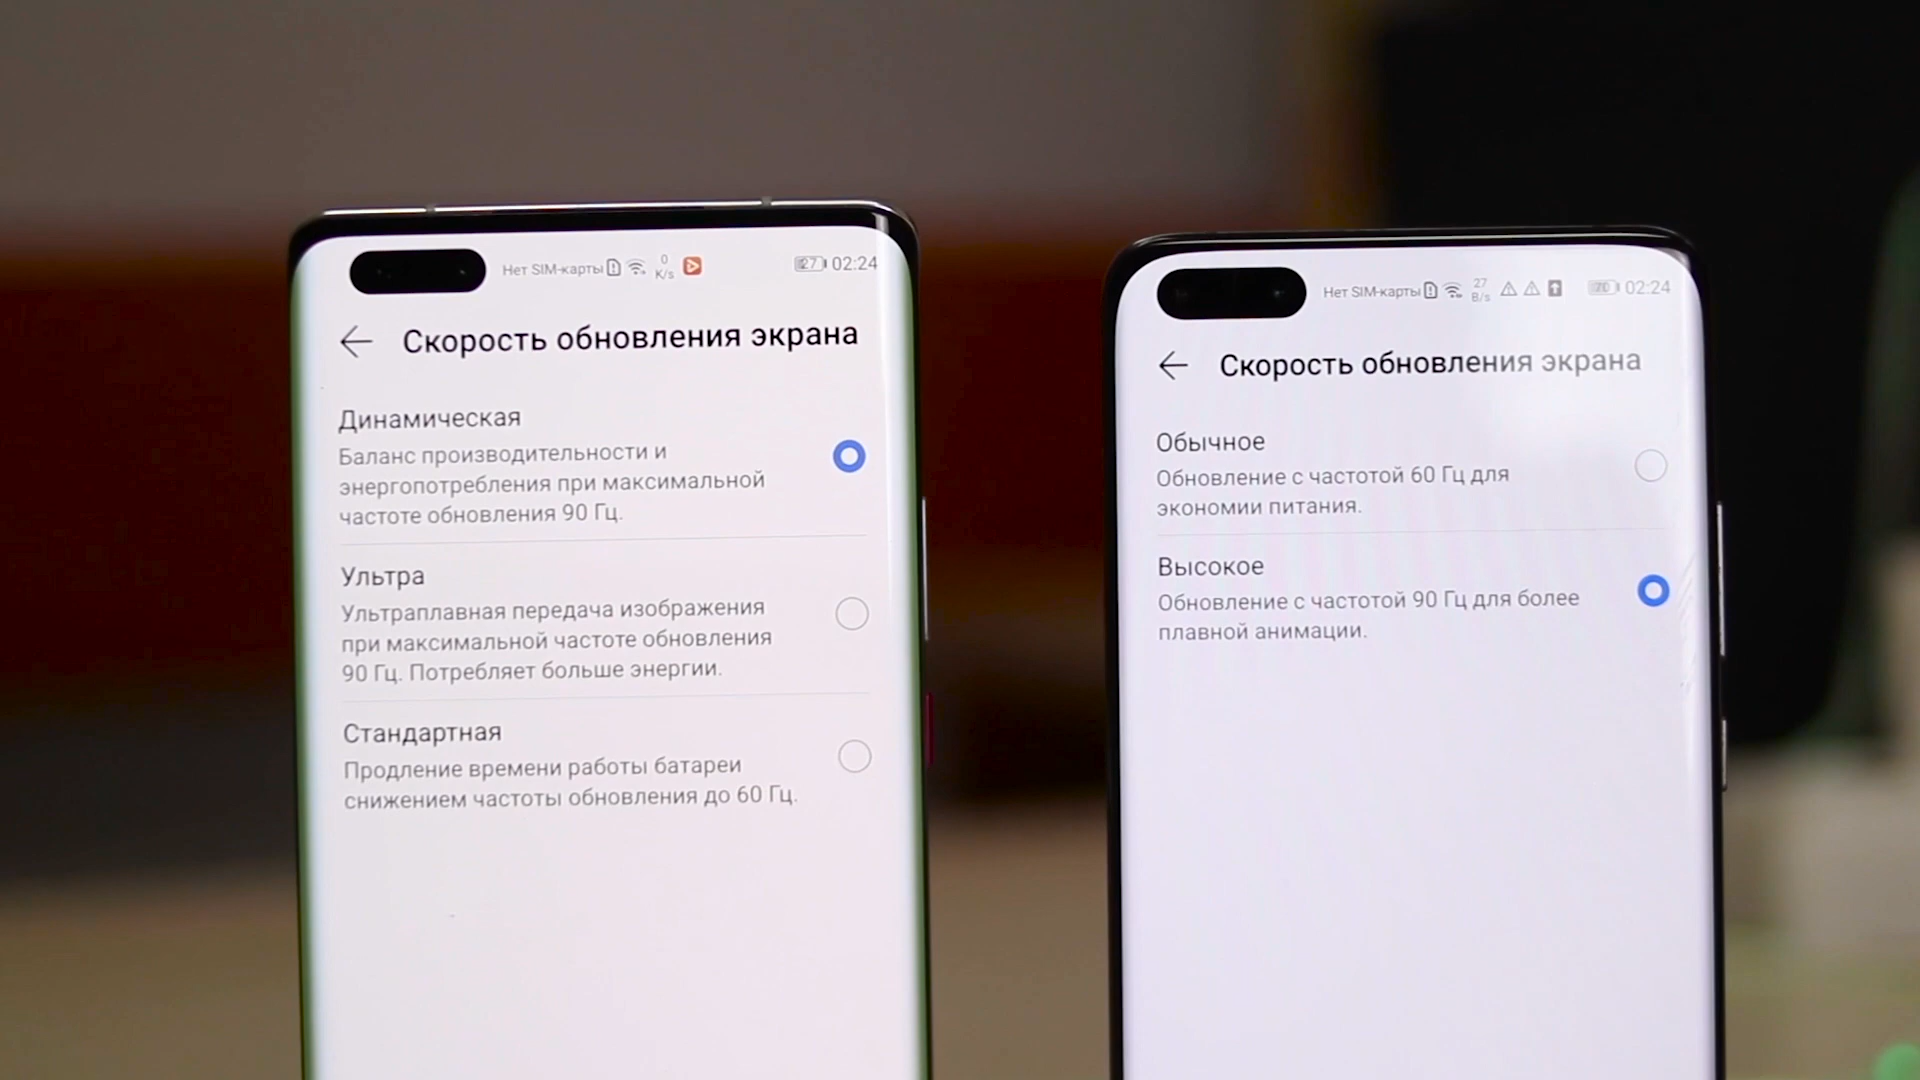 Нет SIM-карты 0 K/s 27 02:24
Скорость обновления экрана
Динамическая
Баланс производительности и
энергопотребления при максимальной
частоте обновления 90 Гц.
Ультра
Ультраплавная передача изображения
при максимальной частоте обновления
90 Гц. Потребляет больше энергии.
Стандартная
Продление времени работы батареи
снижением частоты обновления до 60 Гц.
Нет SIM-карты 27 B/s 02:24
Скорость обновления экрана
Обычное
Обновление с частотой 60 Гц для
экономии питания.
Высокое
Обновление с частотой 90 Гц для более
плавной анимации.